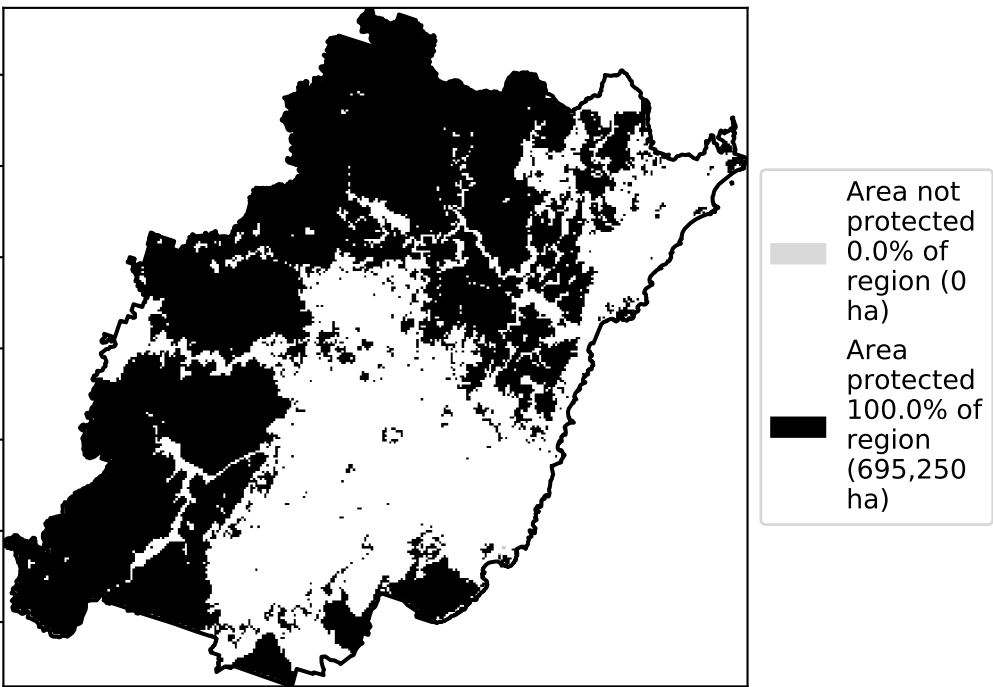 Area not
protected
0.0% of
region (0
ha)
Area
protected
100.0% of
region
(695,250
ha)